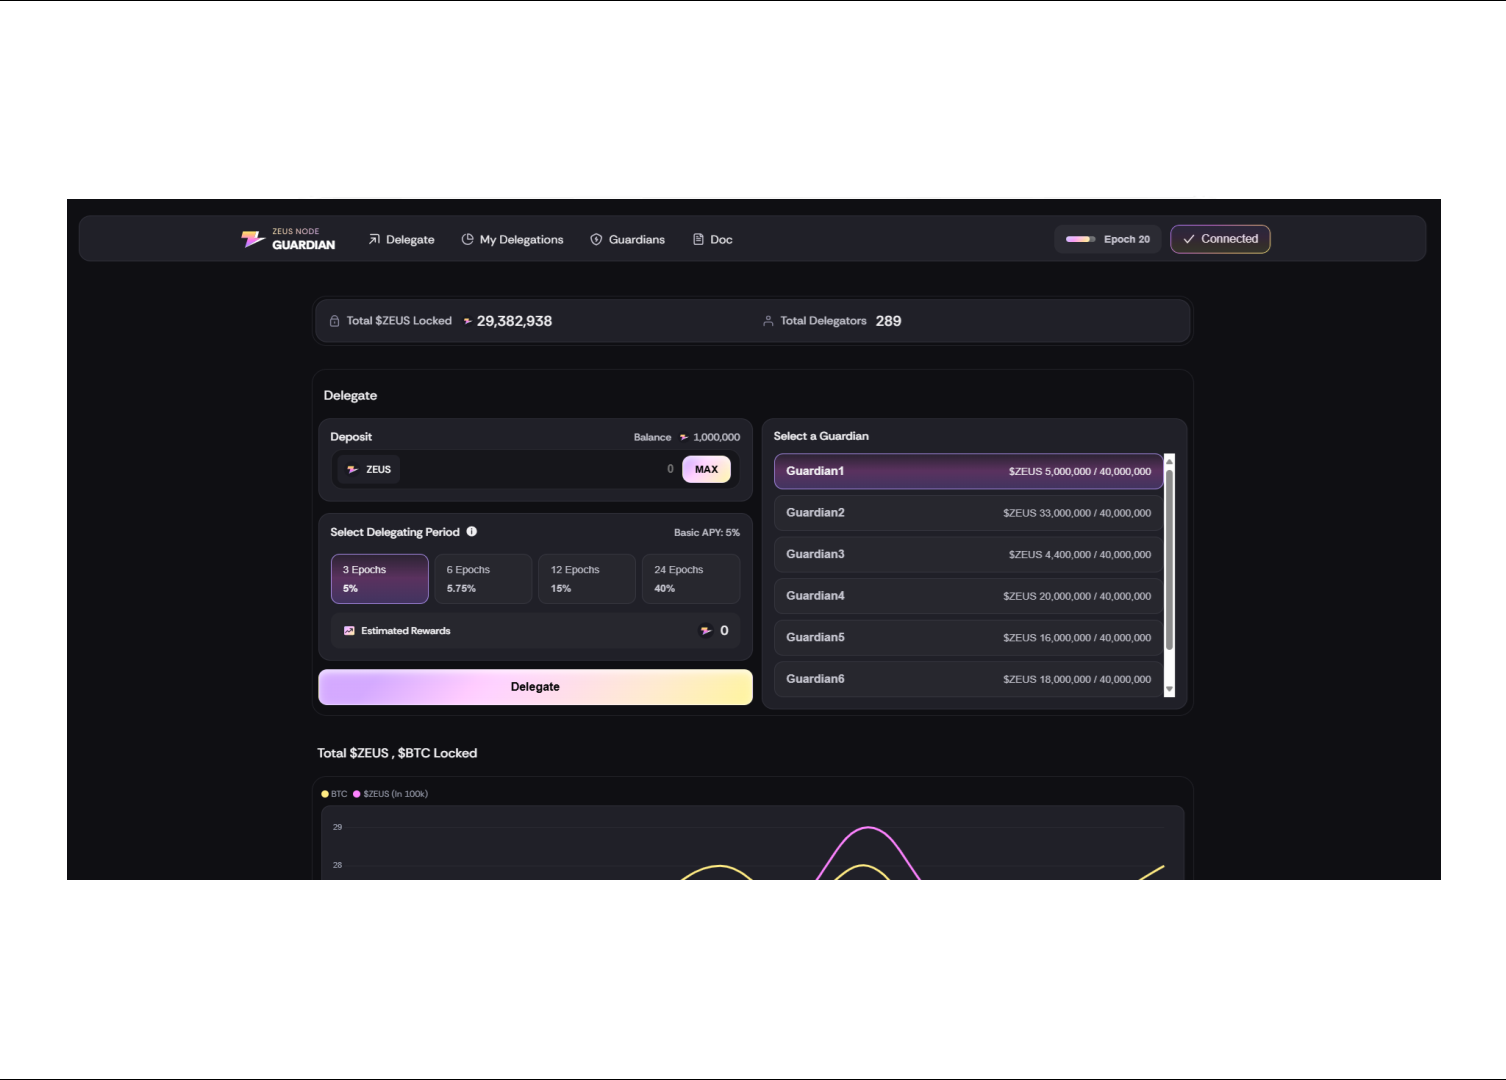 ZEUS NODE
GUARDIAN
Delegate
My Delegations
Guardians
Doc
Epoch 20
Connected
Total $ZEUS Locked 29,382,938
Total Delegators 289
Delegate
Deposit
Balance 1,000,000
ZEUS
0
MAX
Select Delegating Period
Basic APY: 5%
3 Epochs
5%
6 Epochs
5.75%
12 Epochs
15%
24 Epochs
40%
Estimated Rewards
0
Delegate
Select a Guardian
Guardian1 $ZEUS 5,000,000 / 40,000,000
Guardian2 $ZEUS 33,000,000 / 40,000,000
Guardian3 $ZEUS 4,400,000 / 40,000,000
Guardian4 $ZEUS 20,000,000 / 40,000,000
Guardian5 $ZEUS 16,000,000 / 40,000,000
Guardian6 $ZEUS 18,000,000 / 40,000,000
Total $ZEUS , $BTC Locked
BTC $ZEUS (In 100k)
29
28